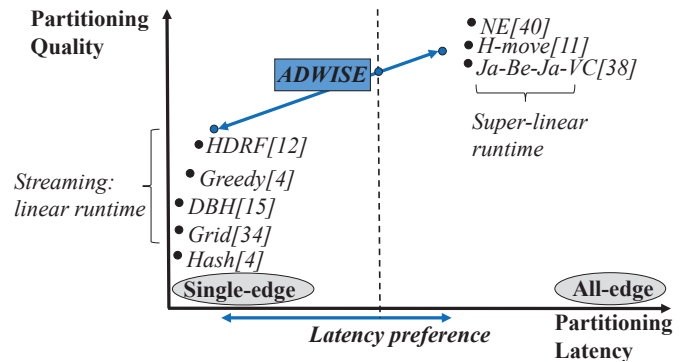 Partitioning
Quality
NE[40]
H-move[11]
Ja-Be-Ja-VC[38]
ADWISE
Super-linear
runtime
HDRF[12]
Greedy[4]
Streaming:
linear runtime
DBH[15]
Grid[34]
Hash[4]
Single-edge
All-edge
Latency preference
Partitioning
Latency